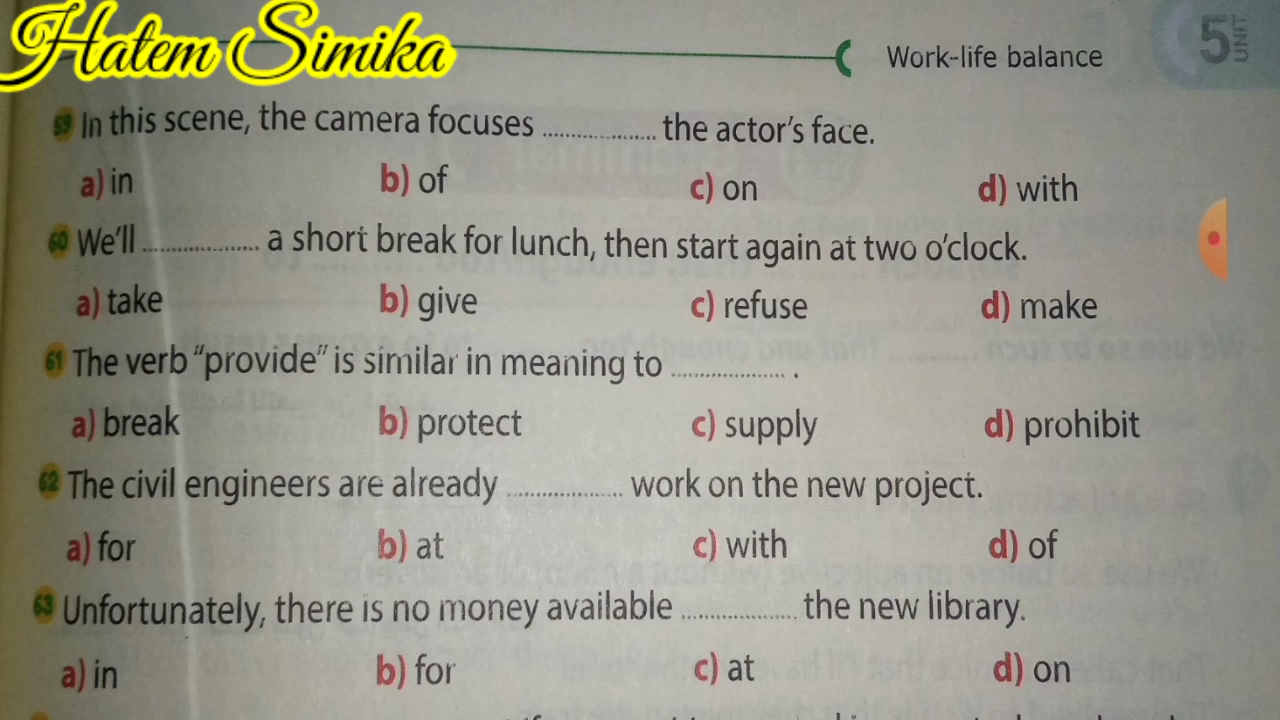 Hatem Simika
Work-life balance
5 UNIT
59 In this scene, the camera focuses .................... the actor's face.
a) in b) of c) on d) with
60 We'll .................... a short break for lunch, then start again at two o'clock.
a) take b) give c) refuse d) make
61 The verb "provide" is similar in meaning to .................... .
a) break b) protect c) supply d) prohibit
62 The civil engineers are already .................... work on the new project.
a) for b) at c) with d) of
63 Unfortunately, there is no money available .................... the new library.
a) in b) for c) at d) on